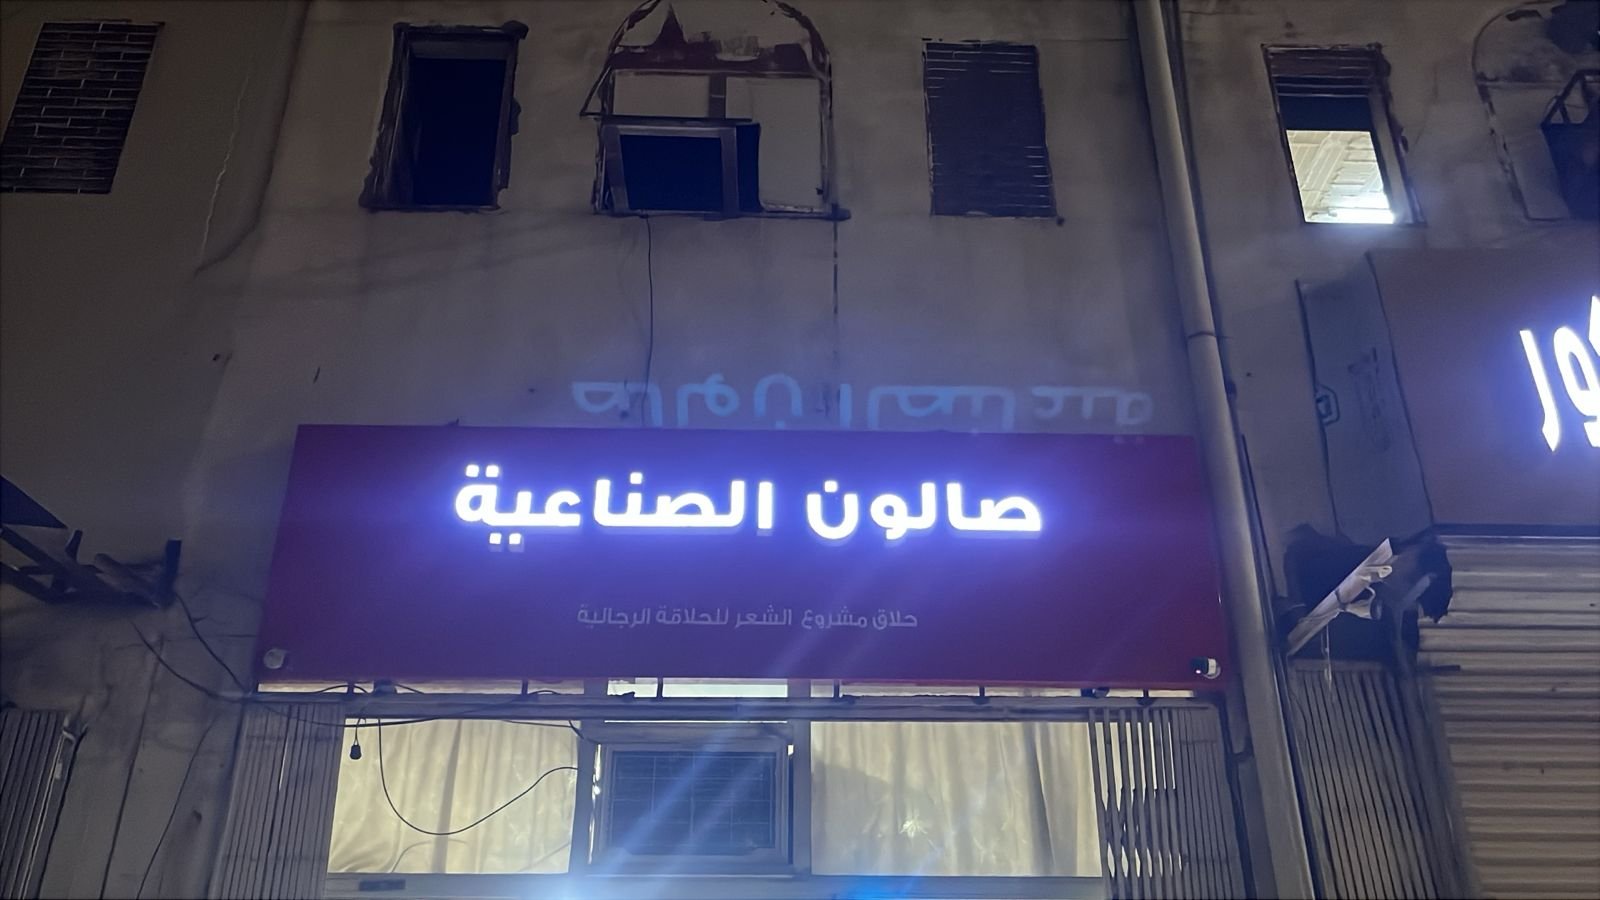 صالون الصناعية
حلاق مشروع الشعر للحلاقة الرجالية